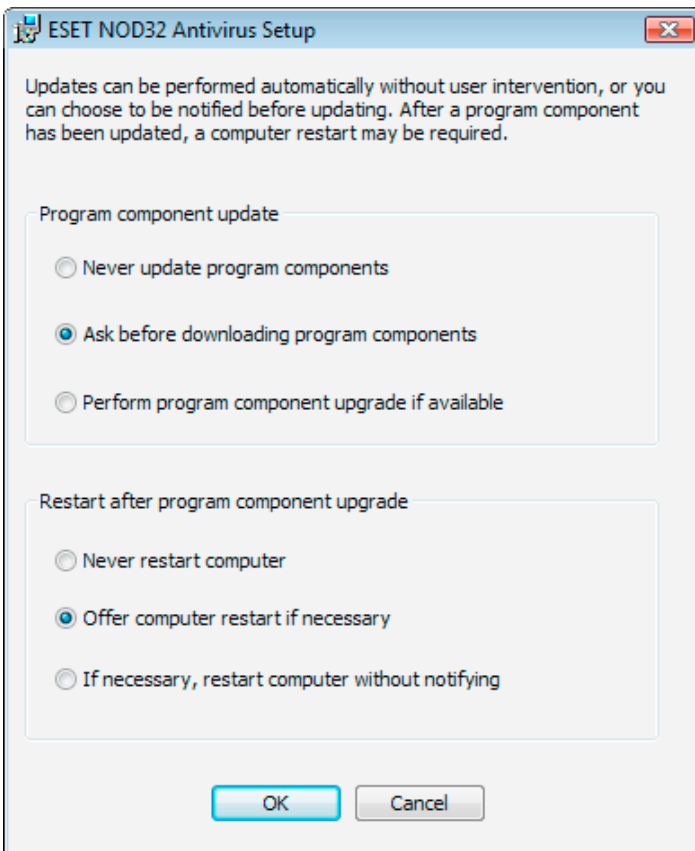 ESET NOD32 Antivirus Setup
Updates can be performed automatically without user intervention, or you
can choose to be notified before updating. After a program component
has been updated, a computer restart may be required.
Program component update
Never update program components
Ask before downloading program components
Perform program component upgrade if available
Restart after program component upgrade
Never restart computer
Offer computer restart if necessary
If necessary, restart computer without notifying
OK
Cancel